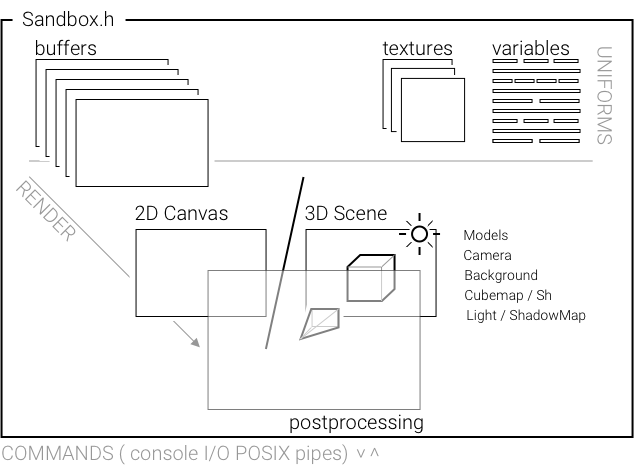 Sandbox.h
buffers
textures
variables
UNIFORMS
RENDER
2D Canvas
3D Scene
Models
Camera
Background
Cubemap / Sh
Light / ShadowMap
postprocessing
COMMANDS ( console I/O POSIX pipes) ˅ ˄